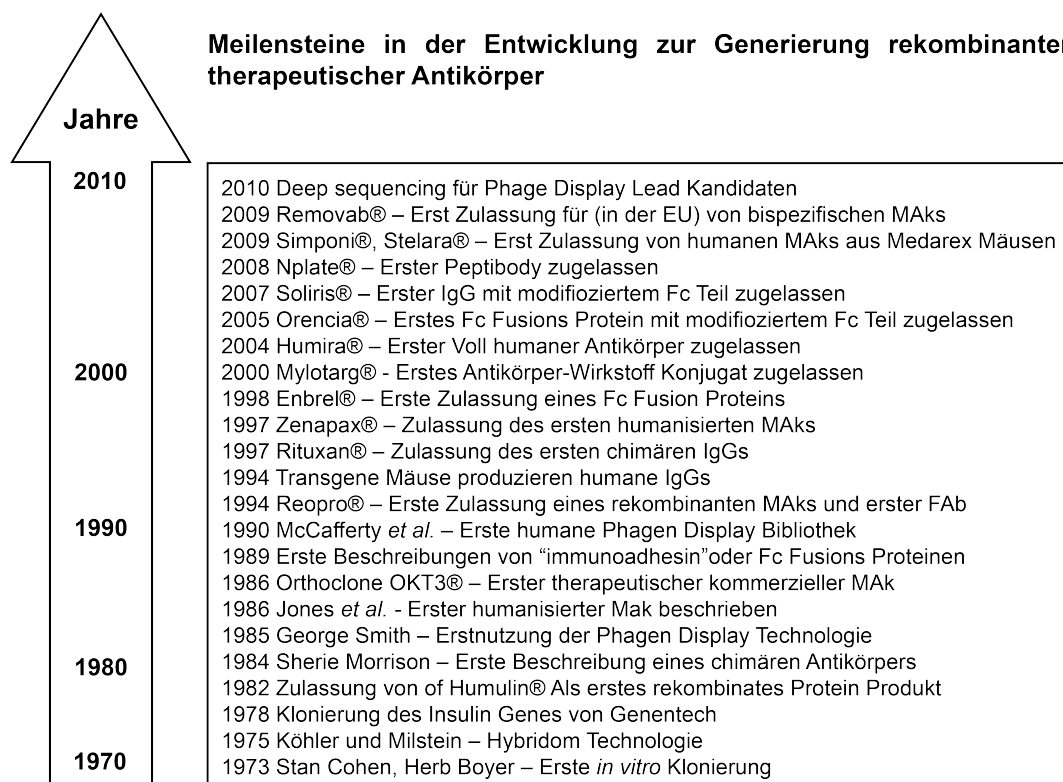 Meilensteine in der Entwicklung zur Generierung rekombinanter
therapeutischer Antikörper
Jahre
2010
2010 Deep sequencing für Phage Display Lead Kandidaten
2009 Removab® – Erst Zulassung für (in der EU) von bispezifischen MAks
2009 Simponi®, Stelara® – Erst Zulassung von humanen MAks aus Medarex Mäusen
2008 Nplate® – Erster Peptibody zugelassen
2007 Soliris® – Erster IgG mit modifioziertem Fc Teil zugelassen
2005 Orencia® – Erstes Fc Fusions Protein mit modifioziertem Fc Teil zugelassen
2004 Humira® – Erster Voll humaner Antikörper zugelassen
2000
2000 Mylotarg® - Erstes Antikörper-Wirkstoff Konjugat zugelassen
1998 Enbrel® – Erste Zulassung eines Fc Fusion Proteins
1997 Zenapax® – Zulassung des ersten humanisierten MAks
1997 Rituxan® – Zulassung des ersten chimären IgGs
1994 Transgene Mäuse produzieren humane IgGs
1994 Reopro® – Erste Zulassung eines rekombinanten MAks und erster FAb
1990
1990 McCafferty et al. – Erste humane Phagen Display Bibliothek
1989 Erste Beschreibungen von “immunoadhesin”oder Fc Fusions Proteinen
1986 Orthoclone OKT3® – Erster therapeutischer kommerzieller MAk
1986 Jones et al. - Erster humanisierter Mak beschrieben
1985 George Smith – Erstnutzung der Phagen Display Technologie
1980
1984 Sherie Morrison – Erste Beschreibung eines chimären Antikörpers
1982 Zulassung von of Humulin® Als erstes rekombinates Protein Produkt
1978 Klonierung des Insulin Genes von Genentech
1975 Köhler und Milstein – Hybridom Technologie
1970
1973 Stan Cohen, Herb Boyer – Erste in vitro Klonierung